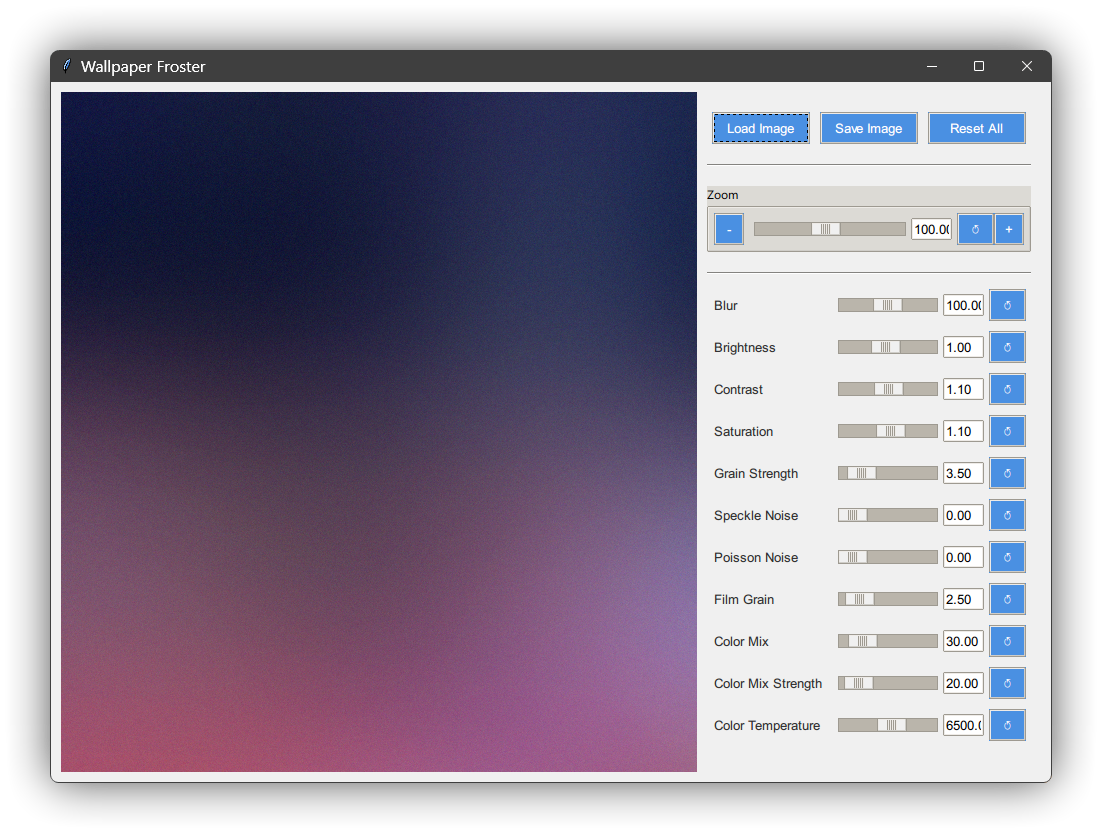 Wallpaper Froster
Load Image Save Image Reset All
Zoom
- 100.00 +
Blur 100.00
Brightness 1.00
Contrast 1.10
Saturation 1.10
Grain Strength 3.50
Speckle Noise 0.00
Poisson Noise 0.00
Film Grain 2.50
Color Mix 30.00
Color Mix Strength 20.00
Color Temperature 6500.0